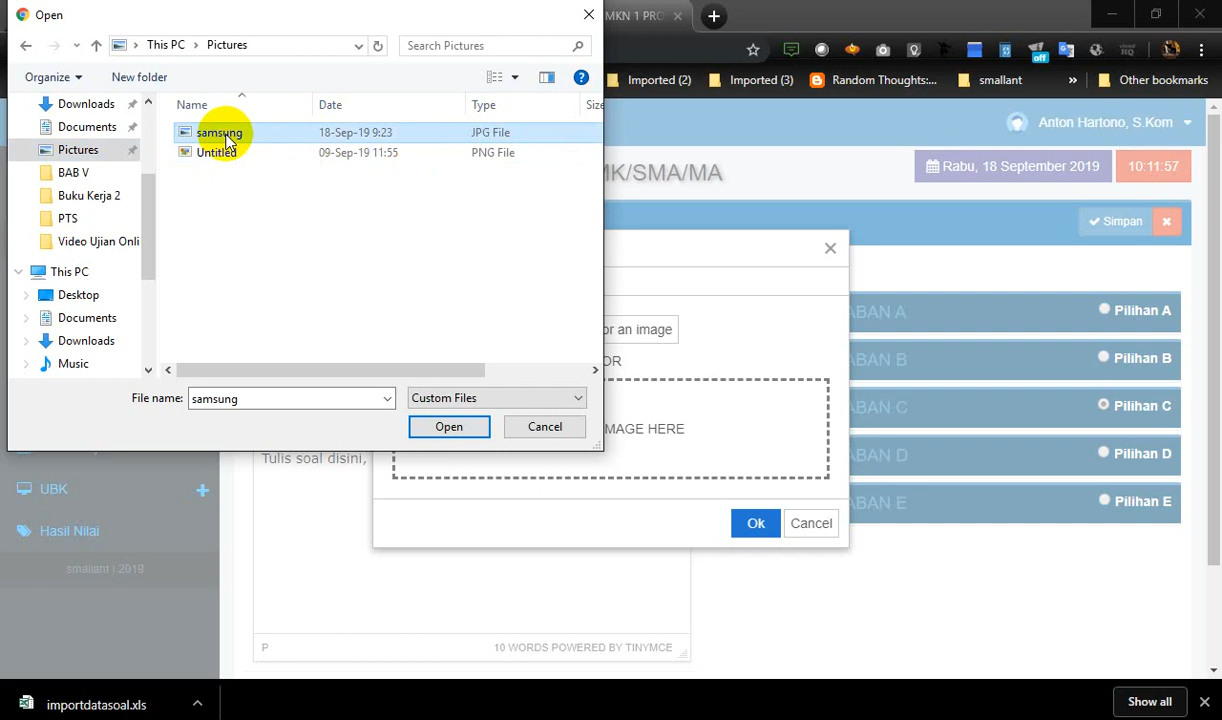 Open
MKN 1 PRO
This PC > Pictures
Search Pictures
off
Imported (2)
Imported (3)
Random Thoughts:...
smallant
Other bookmarks
Organize
New folder
Name
Date
Type
Size
Downloads
Documents
Pictures
BAB V
Buku Kerja 2
PTS
Video Ujian Onli
This PC
Desktop
Documents
Downloads
Music
samsung
18-Sep-19 9:23
JPG File
Untitled
09-Sep-19 11:55
PNG File
File name:
samsung
Custom Files
Open
Cancel
Anton Hartono, S.Kom
MK/SMA/MA
Rabu, 18 September 2019
10:11:57
Simpan
or an image
OR
MAGE HERE
Ok
Cancel
ABAN A
Pilihan A
ABAN B
Pilihan B
ABAN C
Pilihan C
ABAN D
Pilihan D
ABAN E
Pilihan E
Tulis soal disini,
UBK
Hasil Nilai
smallant | 2019
P
10 WORDS POWERED BY TINYMCE
importdatasoal.xls
Show all